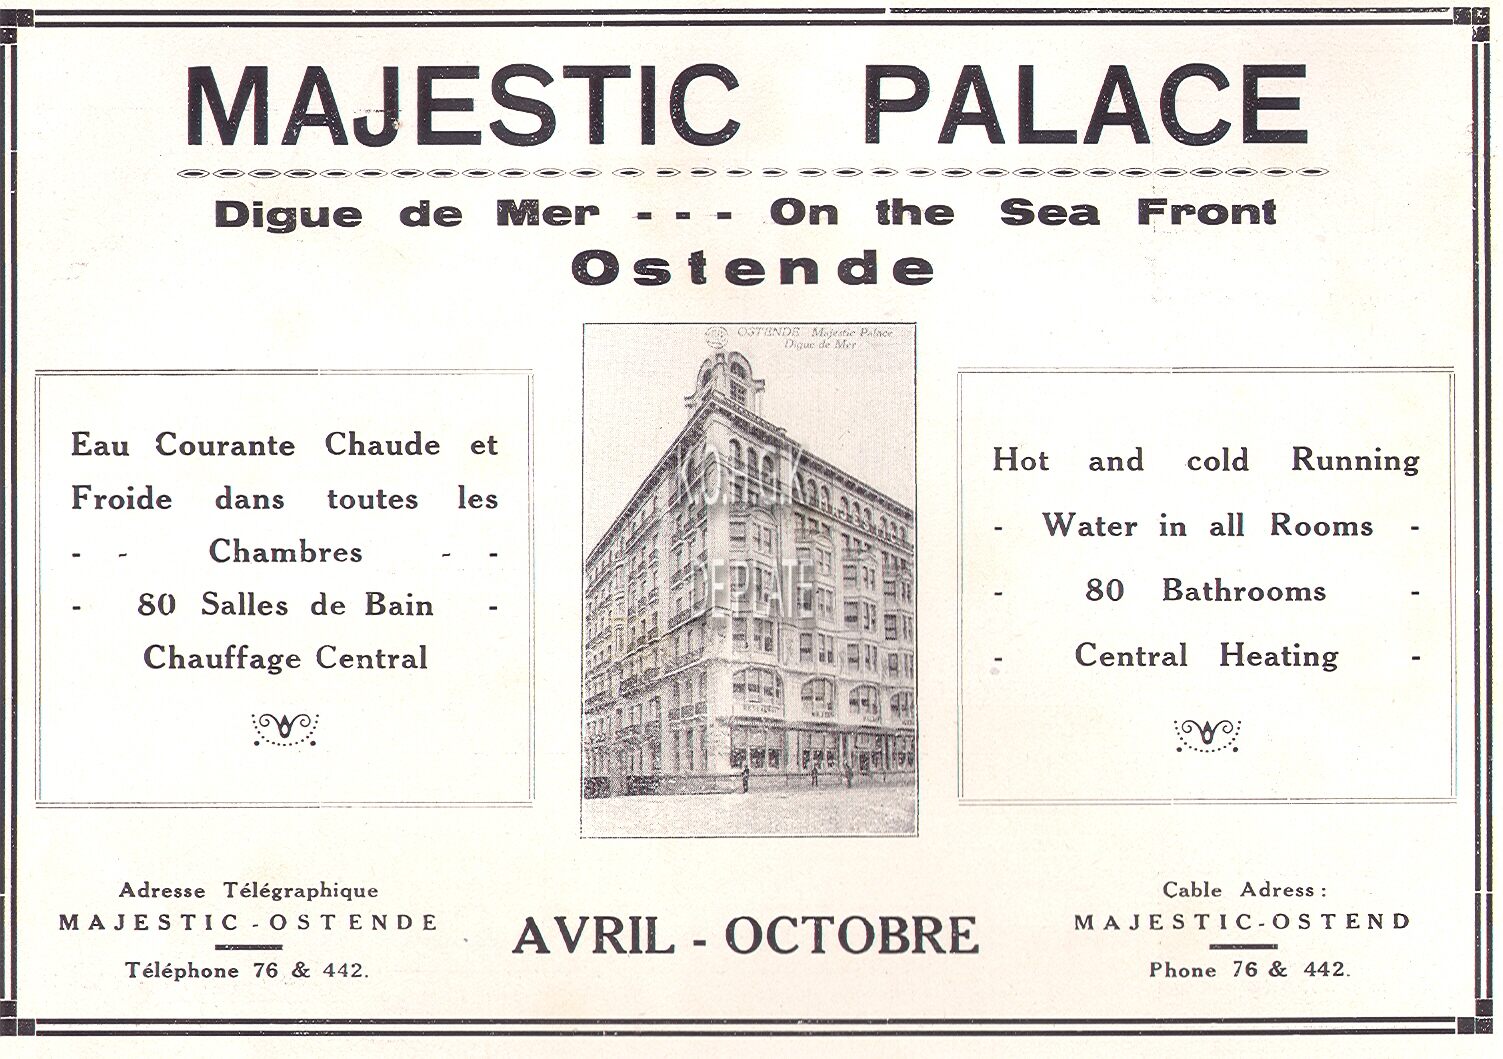 MAJESTIC PALACE
Digue de Mer - - - On the Sea Front
Ostende
OSTENDE Majestic Palace
Digue de Mer
Eau Courante Chaude et
Froide dans toutes les
- - Chambres - -
- 80 Salles de Bain -
Chauffage Central
Hot and cold Running
- Water in all Rooms -
- 80 Bathrooms -
- Central Heating -
DE PLATE
Adresse Télégraphique
MAJESTIC-OSTENDE
Téléphone 76 & 442.
AVRIL - OCTOBRE
Cable Adress:
MAJESTIC-OSTEND
Phone 76 & 442.